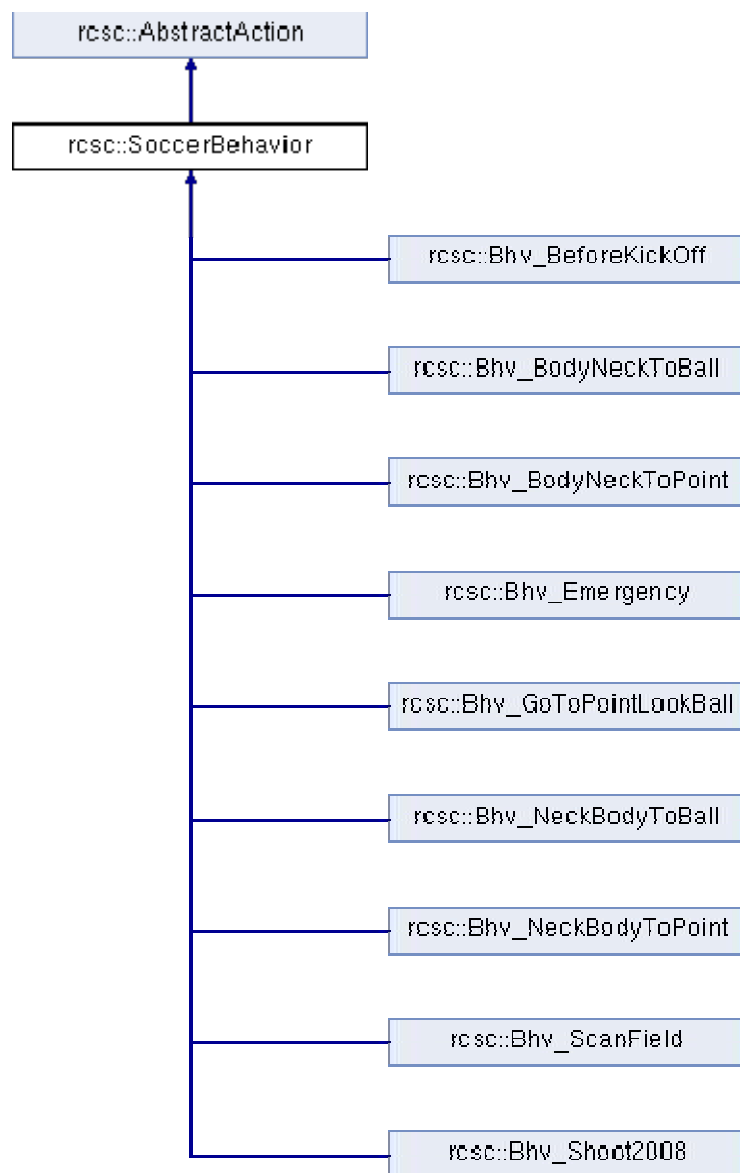 rcsc::AbstractAction
rcsc::SoccerBehavior
rcsc::Bhv_BeforeKickOff
rcsc::Bhv_BodyNeckToBall
rcsc::Bhv_BodyNeckToPoint
rcsc::Bhv_Emergency
rcsc::Bhv_GoToPointLookBall
rcsc::Bhv_NeckBodyToBall
rcsc::Bhv_NeckBodyToPoint
rcsc::Bhv_ScanField
rcsc::Bhv_Shoot2008